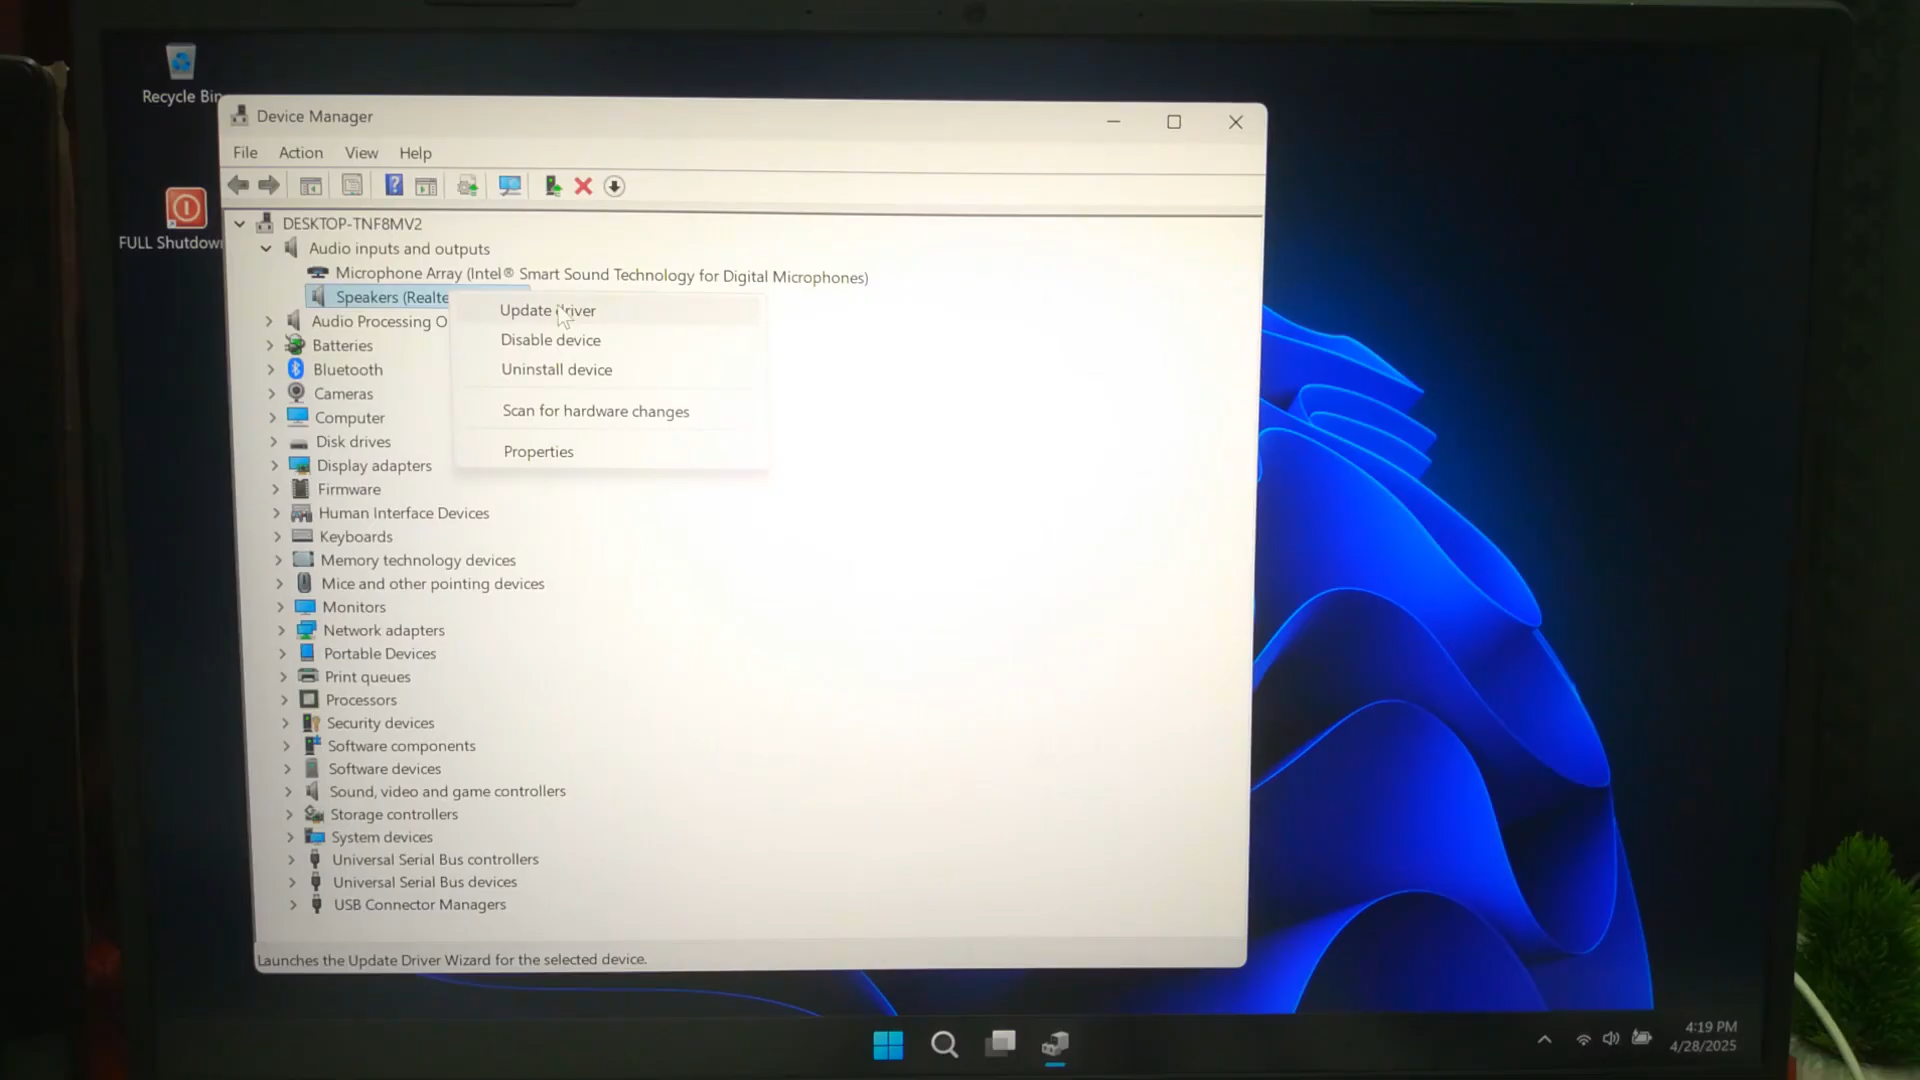 Recycle Bin
FULL Shutdown
Device Manager
File Action View Help
DESKTOP-TNF8MV2
Audio inputs and outputs
Microphone Array (Intel® Smart Sound Technology for Digital Microphones)
Speakers (Realte
Audio Processing O
Batteries
Bluetooth
Cameras
Computer
Disk drives
Display adapters
Firmware
Human Interface Devices
Keyboards
Memory technology devices
Mice and other pointing devices
Monitors
Network adapters
Portable Devices
Print queues
Processors
Security devices
Software components
Software devices
Sound, video and game controllers
Storage controllers
System devices
Universal Serial Bus controllers
Universal Serial Bus devices
USB Connector Managers
Update driver
Disable device
Uninstall device
Scan for hardware changes
Properties
Launches the Update Driver Wizard for the selected device.
4:19 PM
4/28/2025